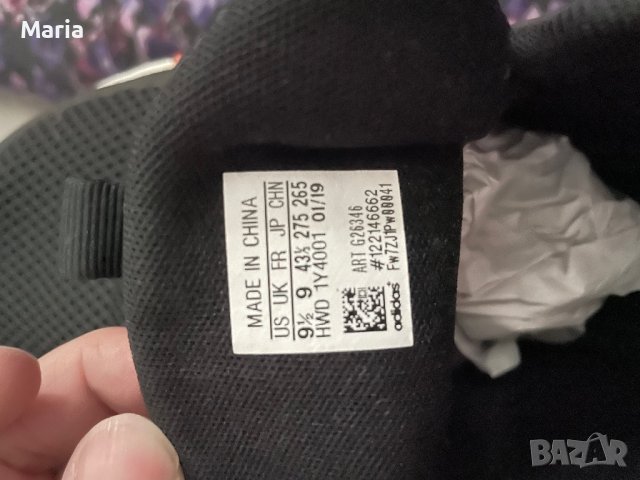 Maria
MADE IN CHINA
US UK FR JP CHN
9½ 9 43⅓ 275 265
HWD 1Y4001 01/19
ART G26346
#122146662
adidas
BAZAR